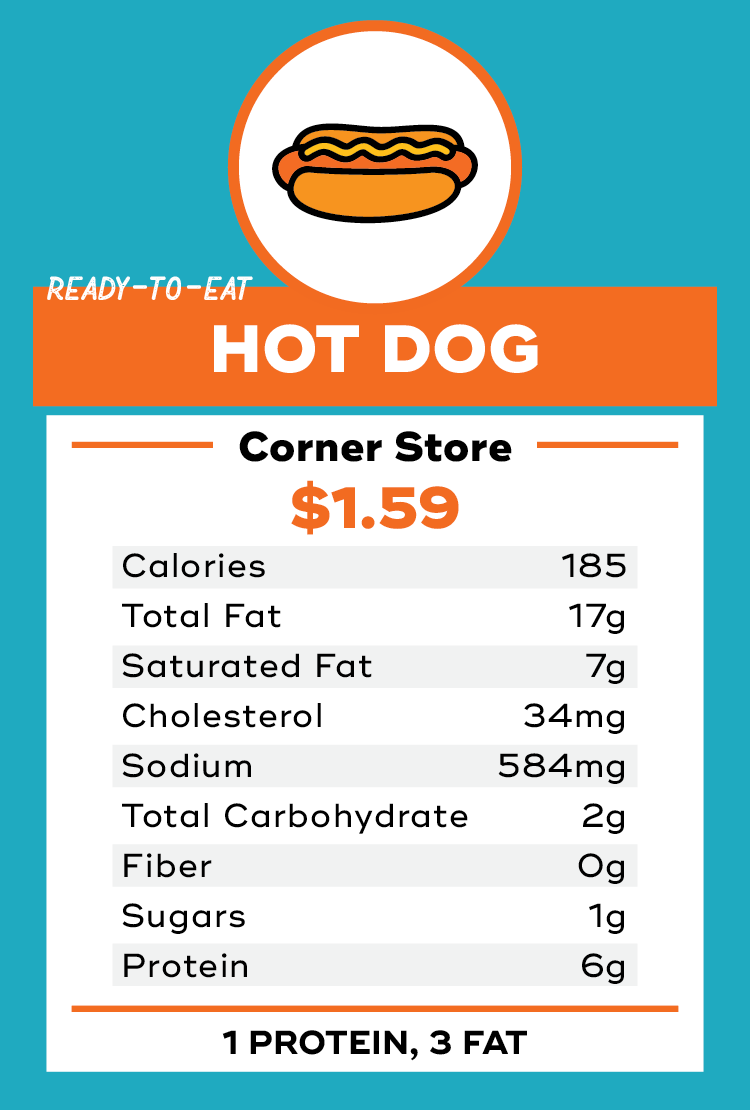 READY-TO-EAT
HOT DOG
Corner Store
$1.59
Calories 185
Total Fat 17g
Saturated Fat 7g
Cholesterol 34mg
Sodium 584mg
Total Carbohydrate 2g
Fiber 0g
Sugars 1g
Protein 6g
1 PROTEIN, 3 FAT